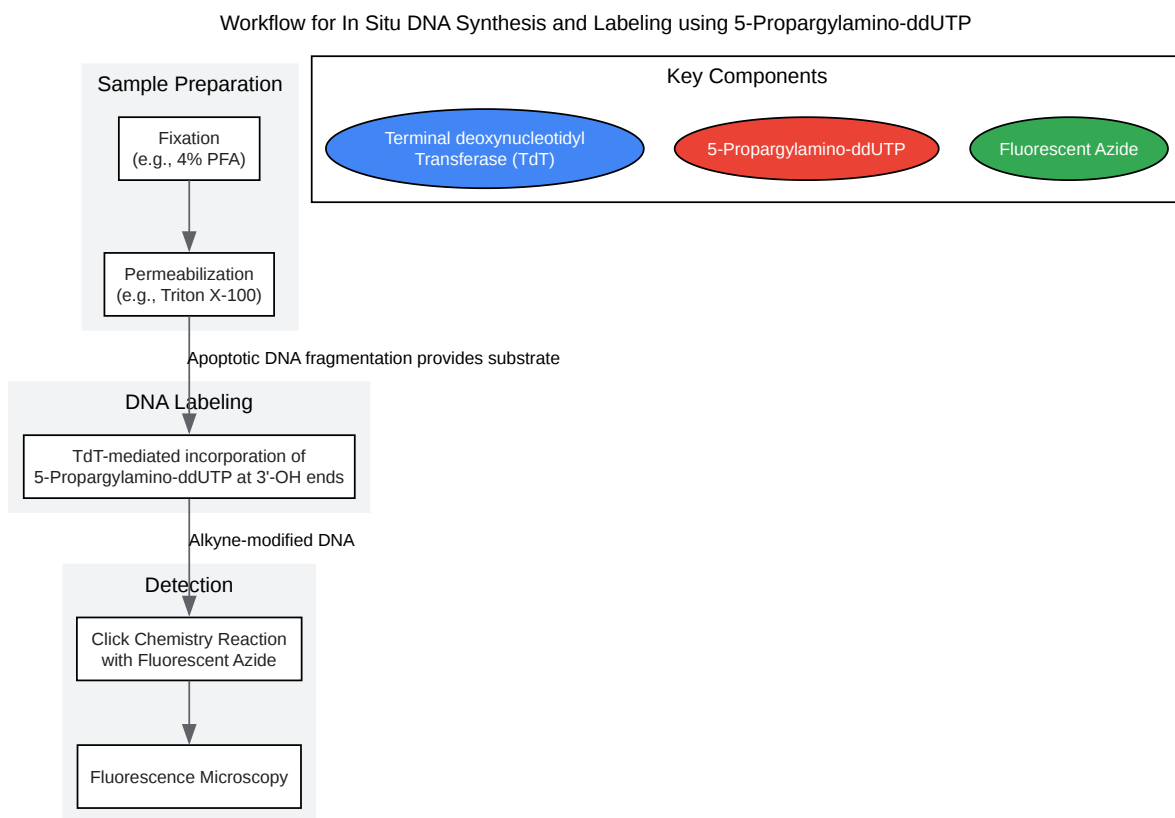 Workflow for In Situ DNA Synthesis and Labeling using 5-Propargylamino-ddUTP
Sample Preparation
Fixation
(e.g., 4% PFA)
Permeabilization
(e.g., Triton X-100)
Key Components
Terminal deoxynucleotidyl
Transferase (TdT)
5-Propargylamino-ddUTP
Fluorescent Azide
Apoptotic DNA fragmentation provides substrate
DNA Labeling
TdT-mediated incorporation of
5-Propargylamino-ddUTP at 3'-OH ends
Alkyne-modified DNA
Detection
Click Chemistry Reaction
with Fluorescent Azide
Fluorescence Microscopy